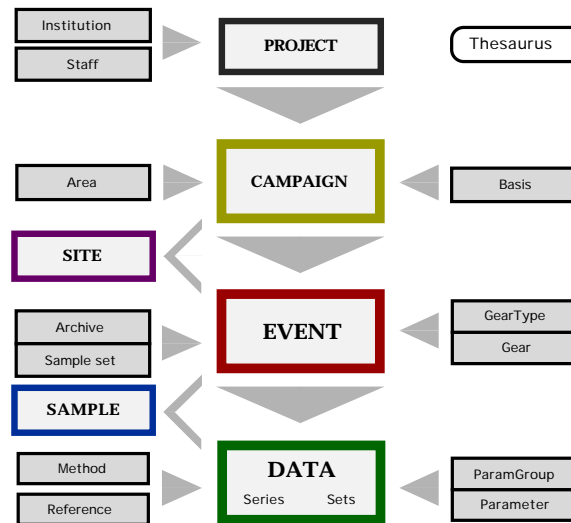 Institution
Staff
PROJECT
Thesaurus
Area
CAMPAIGN
Basis
SITE
Archive
Sample set
EVENT
GearType
Gear
SAMPLE
Method
Reference
DATA
Series Sets
ParamGroup
Parameter